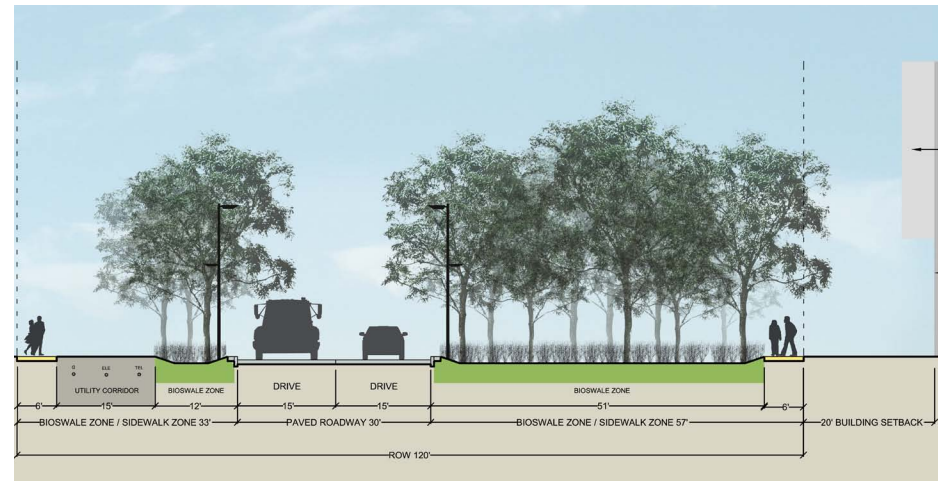 G ELE TEL
UTILITY CORRIDOR
BIOSWALE ZONE
DRIVE
DRIVE
BIOSWALE ZONE
6'
15'
12'
15'
15'
51'
6'
BIOSWALE ZONE / SIDEWALK ZONE 33'
PAVED ROADWAY 30'
BIOSWALE ZONE / SIDEWALK ZONE 57'
20' BUILDING SETBACK
ROW 120'